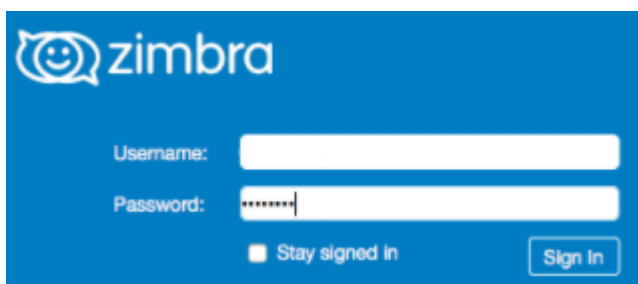 zimbra
Username:
Password:
Stay signed in
Sign In